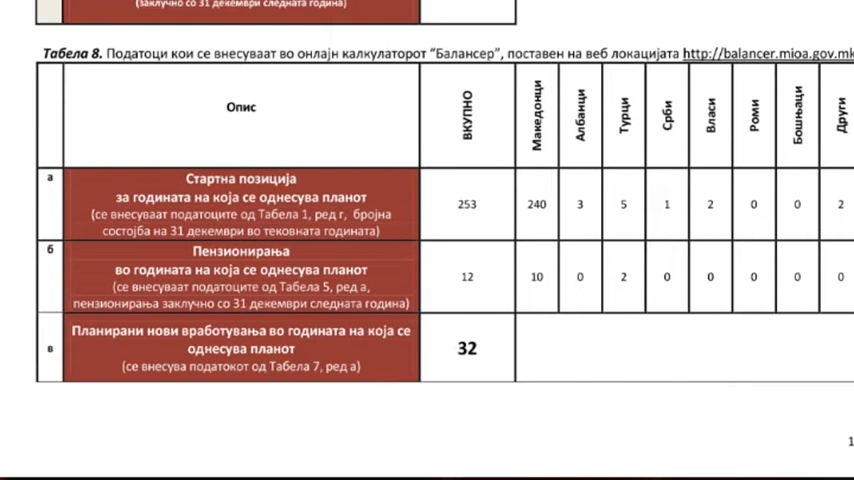 (заклучно со 31 декември следната година)
Табела 8. Податоци кои се внесуваат во онлајн калкулаторот “Балансер”, поставен на веб локацијата http://balancer.mioa.gov.mk
Опис ВКУПНО Македонци Албанци Турци Срби Власи Роми Бошњаци Други
а
Стартна позиција
за годината на која се однесува планот
(се внесуваат податоците од Табела 1, ред г, бројна
состојба на 31 декември во тековната година)
253 240 3 5 1 2 0 0 2
б
Пензионирања
во годината на која се однесува планот
(се внесуваат податоците од Табела 5, ред а,
пензионирања заклучно со 31 декември следната година)
12 10 0 2 0 0 0 0 0
в
Планирани нови вработувања во годината на која се
однесува планот
(се внесува податокот од Табела 7, ред а)
32
1